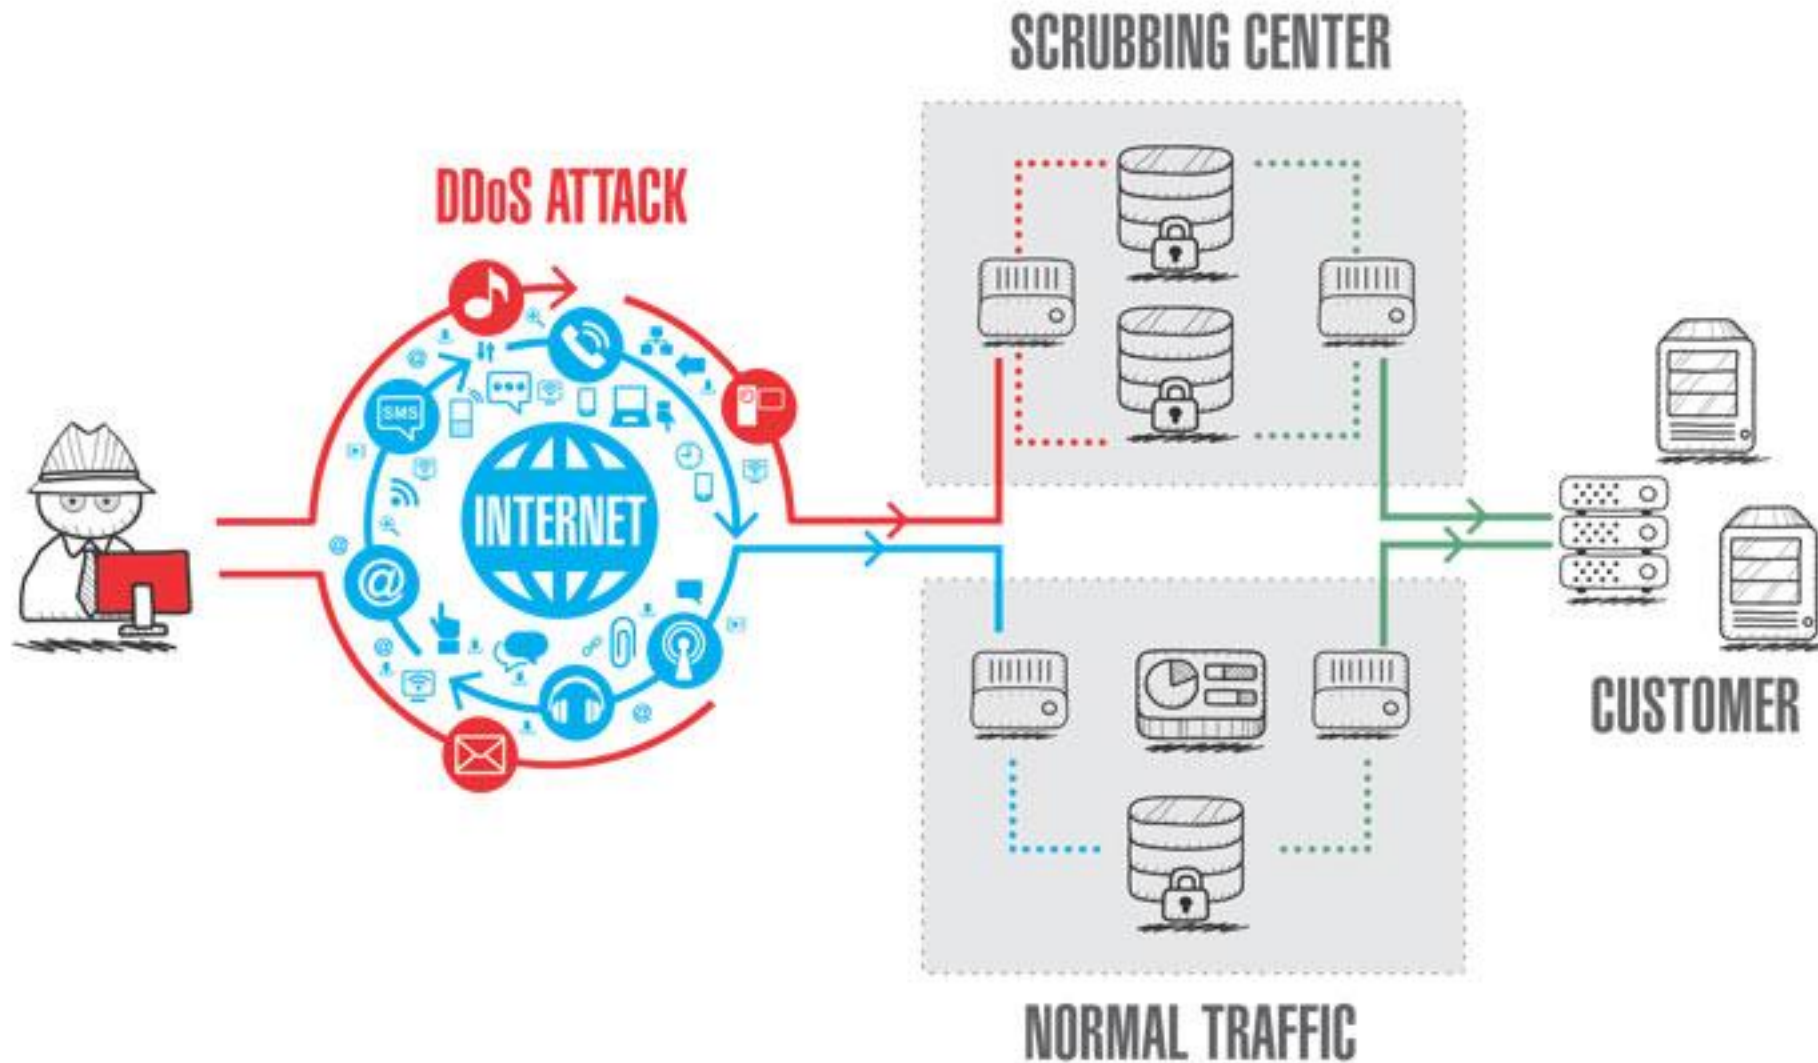 SCRUBBING CENTER
DDoS ATTACK
SMS
INTERNET
@
CUSTOMER
NORMAL TRAFFIC